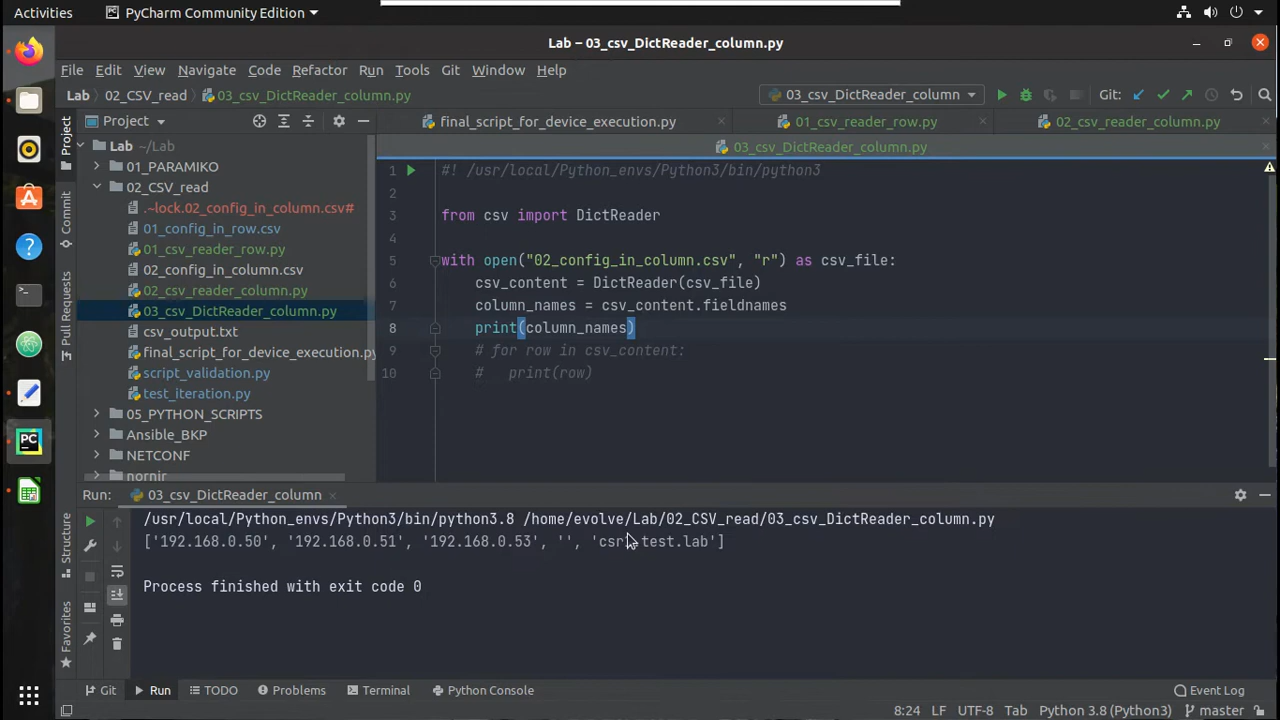 Activities
PyCharm Community Edition
Lab – 03_csv_DictReader_column.py
File Edit View Navigate Code Refactor Run Tools Git Window Help
Lab 02_CSV_read 03_csv_DictReader_column.py
03_csv_DictReader_column
Git:
Project
final_script_for_device_execution.py
01_csv_reader_row.py
02_csv_reader_column.py
03_csv_DictReader_column.py
Project
Commit
Pull Requests
Structure
Favorites
Lab ~/Lab
01_PARAMIKO
02_CSV_read
.~lock.02_config_in_column.csv#
01_config_in_row.csv
01_csv_reader_row.py
02_config_in_column.csv
02_csv_reader_column.py
03_csv_DictReader_column.py
csv_output.txt
final_script_for_device_execution.py
script_validation.py
test_iteration.py
05_PYTHON_SCRIPTS
Ansible_BKP
NETCONF
nornir
1 #! /usr/local/Python_envs/Python3/bin/python3
2
3 from csv import DictReader
4
5 with open("02_config_in_column.csv", "r") as csv_file:
6 csv_content = DictReader(csv_file)
7 column_names = csv_content.fieldnames
8 print(column_names)
9 # for row in csv_content:
10 # print(row)
Run: 03_csv_DictReader_column
/usr/local/Python_envs/Python3/bin/python3.8 /home/evolve/Lab/02_CSV_read/03_csv_DictReader_column.py
['192.168.0.50', '192.168.0.51', '192.168.0.53', '', test.lab']
Process finished with exit code 0
Git Run TODO Problems Terminal Python Console
Event Log
8:24 LF UTF-8 Tab Python 3.8 (Python3) master